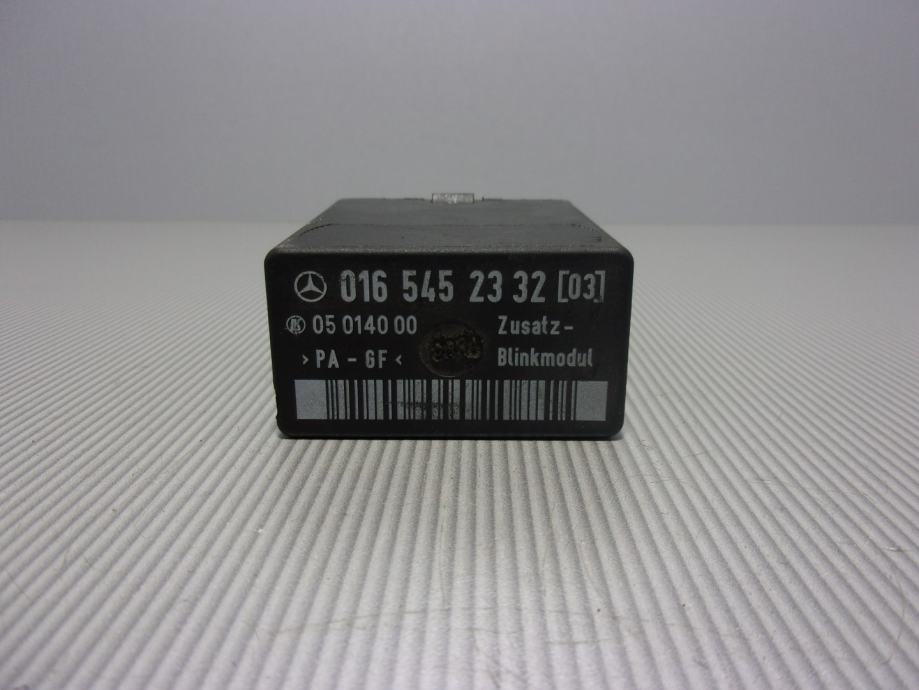 016 545 23 32 [03]
05 0140 00 Zusatz-
>PA-GF< Blinkmodul